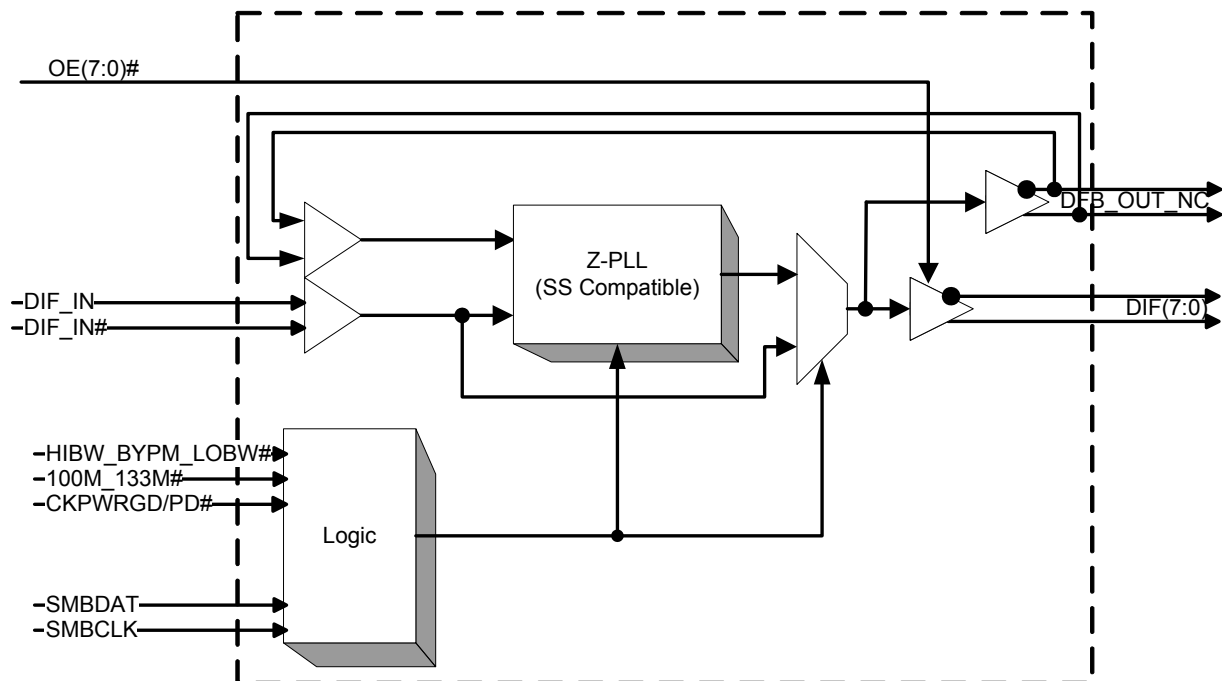 OE(7:0)#
DFB_OUT_NC
Z-PLL
(SS Compatible)
DIF_IN
DIF_IN#
DIF(7:0)
HIBW_BYPM_LOBW#
100M_133M#
CKPWRGD/PD#
Logic
SMBDAT
SMBCLK